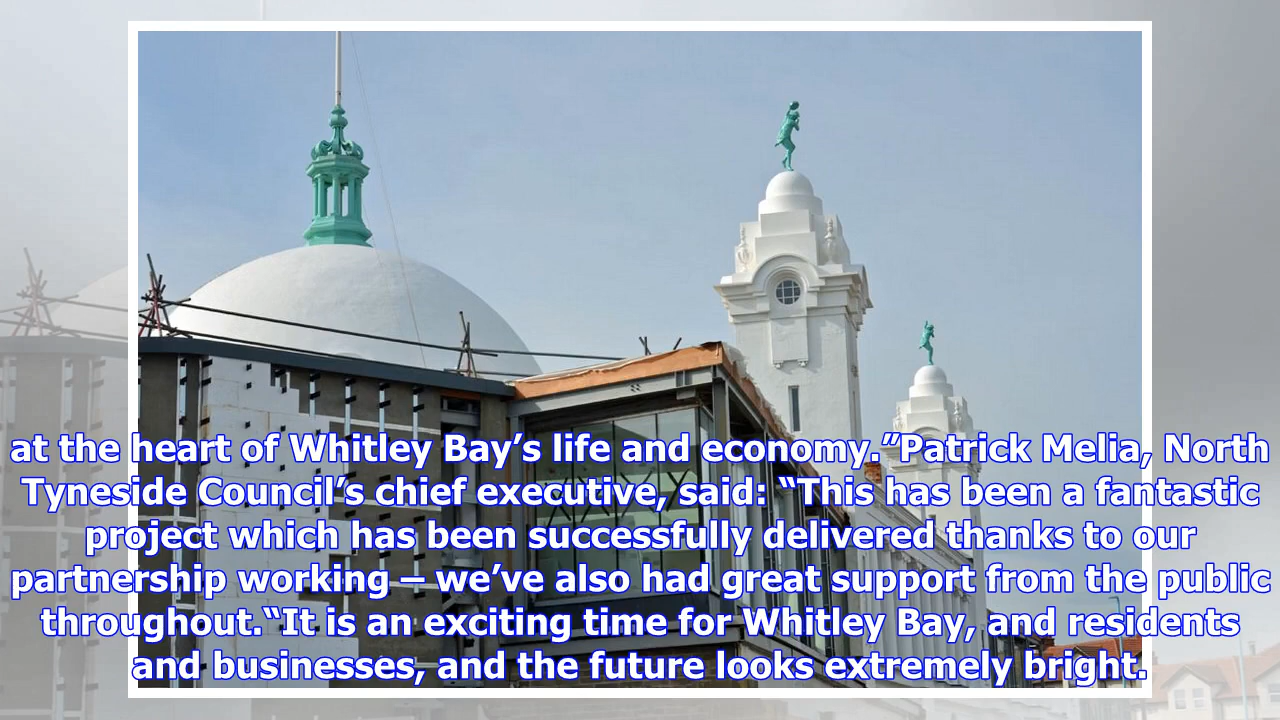 at the heart of Whitley Bay’s life and economy.”Patrick Melia, North
Tyneside Council’s chief executive, said: “This has been a fantastic
project which has been successfully delivered thanks to our
partnership working – we’ve also had great support from the public
throughout.“It is an exciting time for Whitley Bay, and residents
and businesses, and the future looks extremely bright.